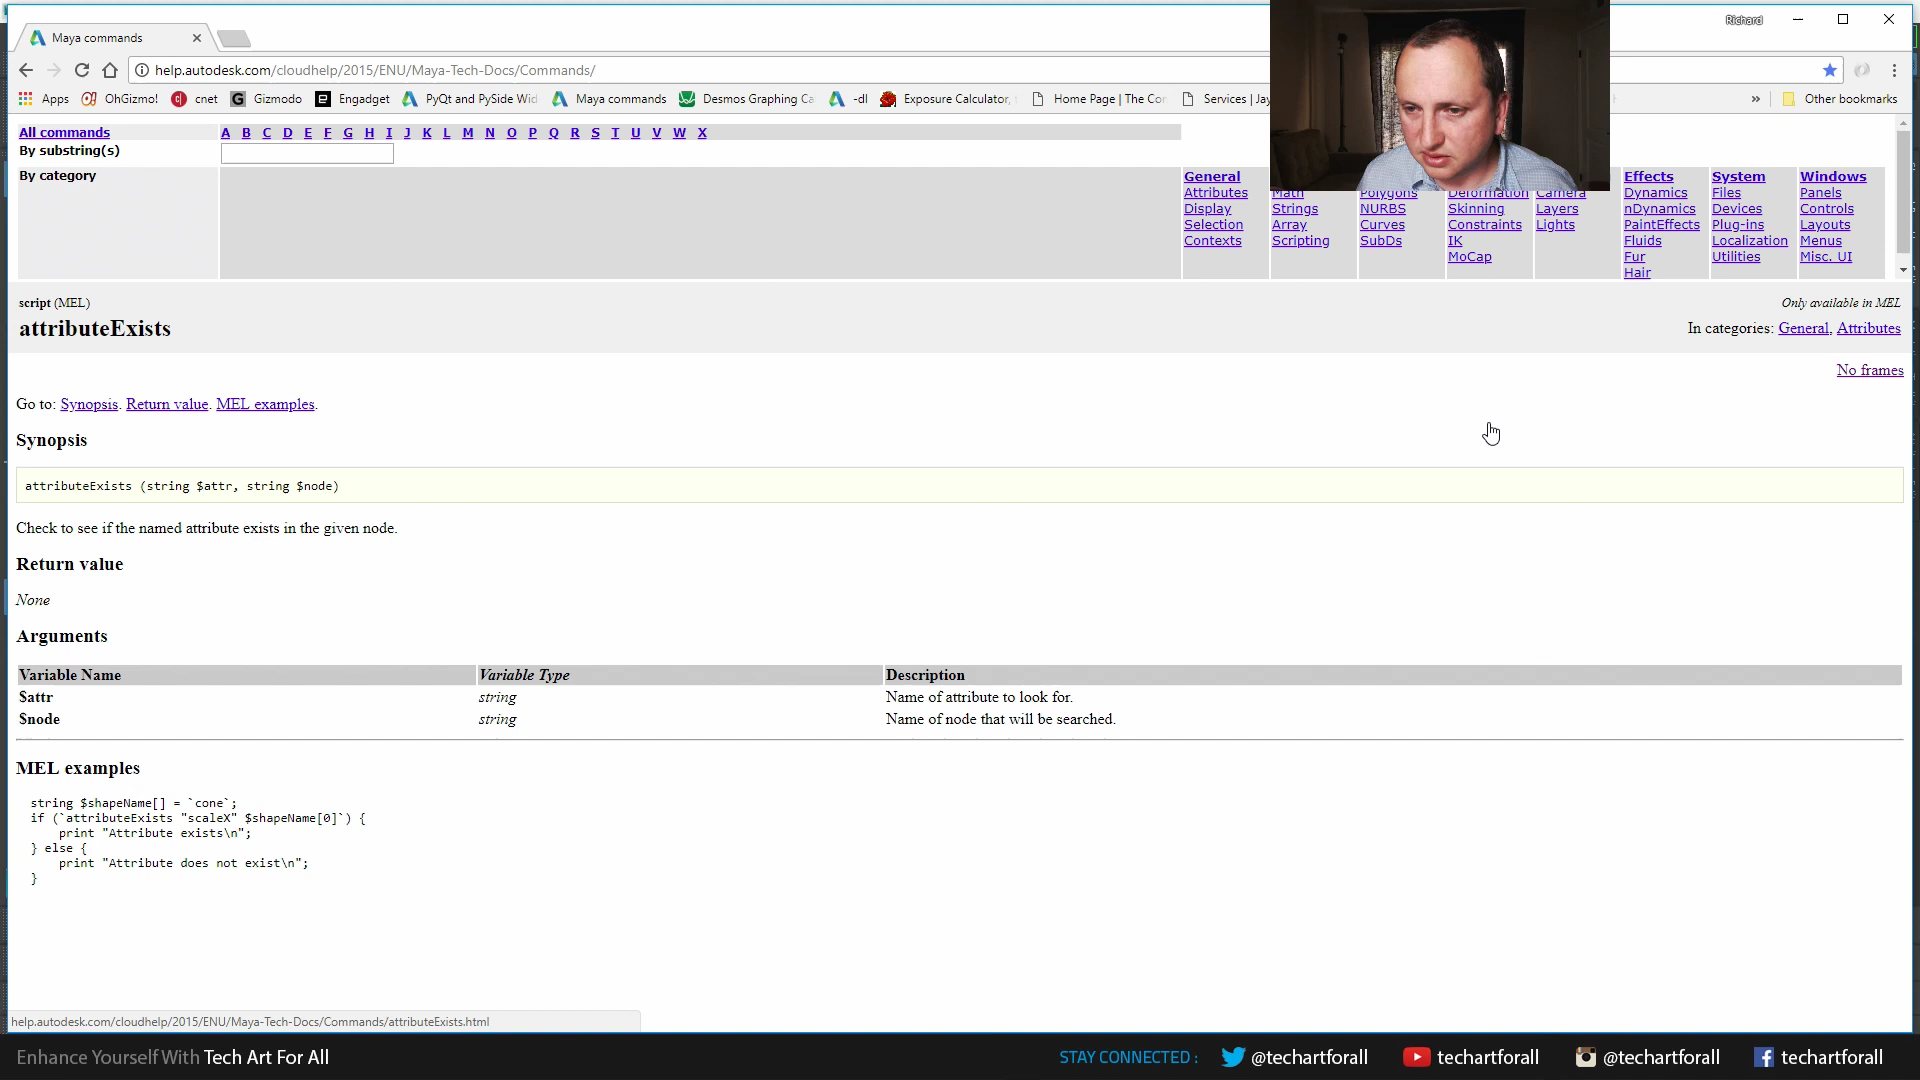 Richard
Maya commands
help.autodesk.com/cloudhelp/2015/ENU/Maya-Tech-Docs/Commands/
Apps OhGizmo! cnet Gizmodo Engadget PyQt and PySide Wid Maya commands Desmos Graphing Ca -dl Exposure Calculator, Home Page | The Cor Services | Jay » Other bookmarks
All commands A B C D E F G H I J K L M N O P Q R S T U V W X
By substring(s)
By category
General Effects System Windows
Attributes Math Polygons Deformation Camera Dynamics Files Panels
Display Strings NURBS Skinning Layers nDynamics Devices Controls
Selection Array Curves Constraints Lights PaintEffects Plug-ins Layouts
Contexts Scripting SubDs IK Fluids Localization Menus
MoCap Fur Utilities Misc. UI
Hair
script (MEL) Only available in MEL
attributeExists In categories: General, Attributes
No frames
Go to: Synopsis. Return value. MEL examples.
Synopsis
attributeExists (string $attr, string $node)
Check to see if the named attribute exists in the given node.
Return value
None
Arguments
Variable Name Variable Type Description
$attr string Name of attribute to look for.
$node string Name of node that will be searched.
MEL examples
string $shapeName[] = `cone`;
if (`attributeExists "scaleX" $shapeName[0]`) {
print "Attribute exists\n";
} else {
print "Attribute does not exist\n";
}
help.autodesk.com/cloudhelp/2015/ENU/Maya-Tech-Docs/Commands/attributeExists.html
Enhance Yourself With Tech Art For All STAY CONNECTED : @techartforall techartforall @techartforall techartforall